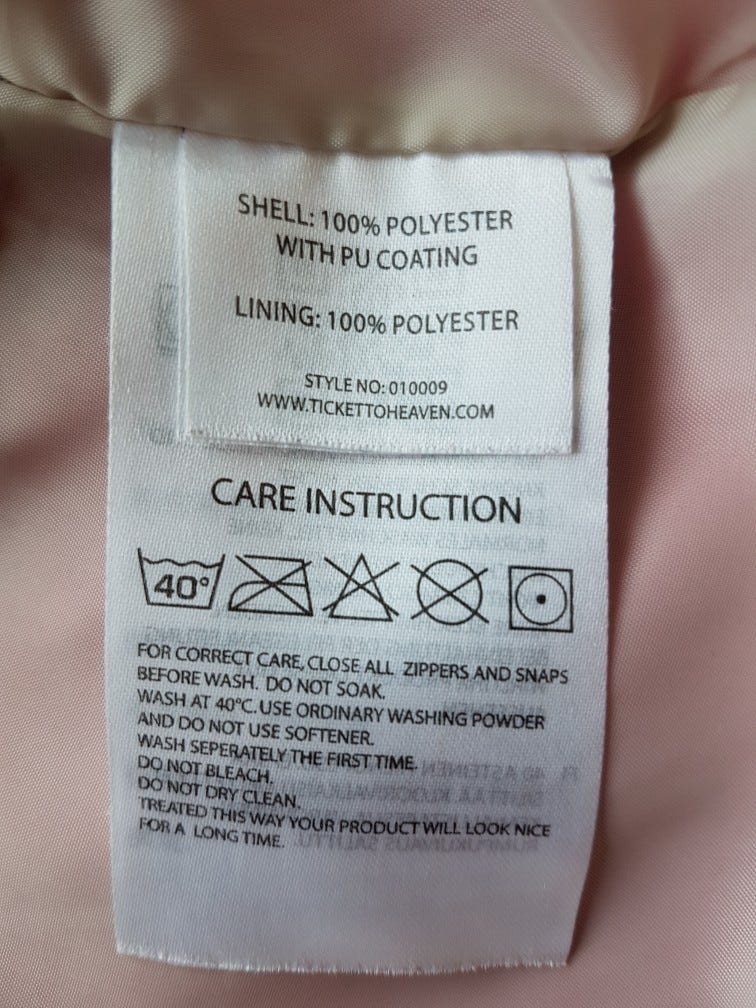 SHELL: 100% POLYESTER
WITH PU COATING
LINING: 100% POLYESTER
STYLE NO: 010009
WWW.TICKETTOHEAVEN.COM
CARE INSTRUCTION
40°
FOR CORRECT CARE, CLOSE ALL ZIPPERS AND SNAPS
BEFORE WASH. DO NOT SOAK.
WASH AT 40°C. USE ORDINARY WASHING POWDER
AND DO NOT USE SOFTENER.
WASH SEPERATELY THE FIRST TIME.
DO NOT BLEACH.
DO NOT DRY CLEAN.
TREATED THIS WAY YOUR PRODUCT WILL LOOK NICE
FOR A LONG TIME.